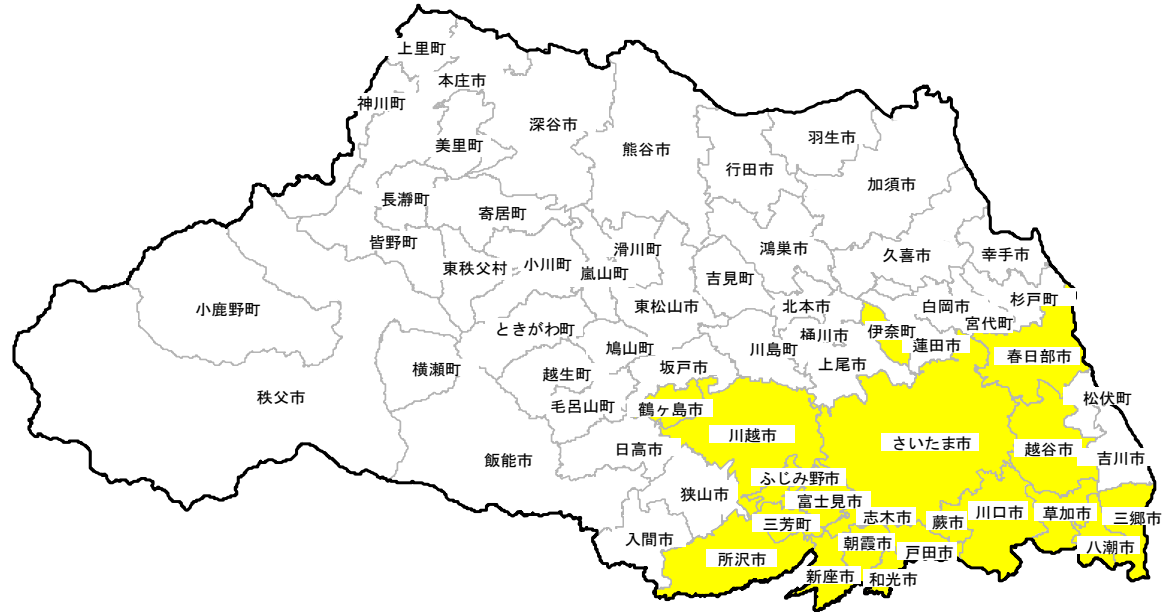 上里町
本庄市
神川町
深谷市
美里町
熊谷市
羽生市
行田市
加須市
長瀞町
寄居町
皆野町
東秩父村
小川町
滑川町
嵐山町
吉見町
鴻巣市
久喜市
幸手市
小鹿野町
東松山市
北本市
白岡市
杉戸町
ときがわ町
桶川市
伊奈町
宮代町
蓮田市
鳩山町
川島町
上尾市
春日部市
横瀬町
越生町
坂戸市
秩父市
毛呂山町
鶴ヶ島市
松伏町
川越市
さいたま市
日高市
越谷市
吉川市
飯能市
ふじみ野市
狭山市
富士見市
志木市
蕨市
川口市
草加市
三郷市
三芳町
入間市
朝霞市
戸田市
八潮市
所沢市
新座市
和光市